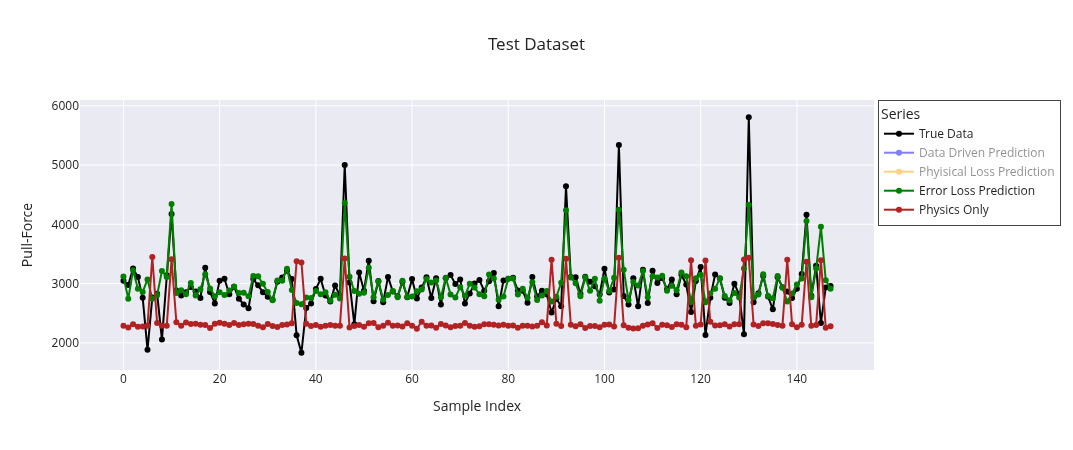 Test Dataset
Pull-Force
6000
5000
4000
3000
2000
0 20 40 60 80 100 120 140
Sample Index
Series
True Data
Data Driven Prediction
Phyisical Loss Prediction
Error Loss Prediction
Physics Only